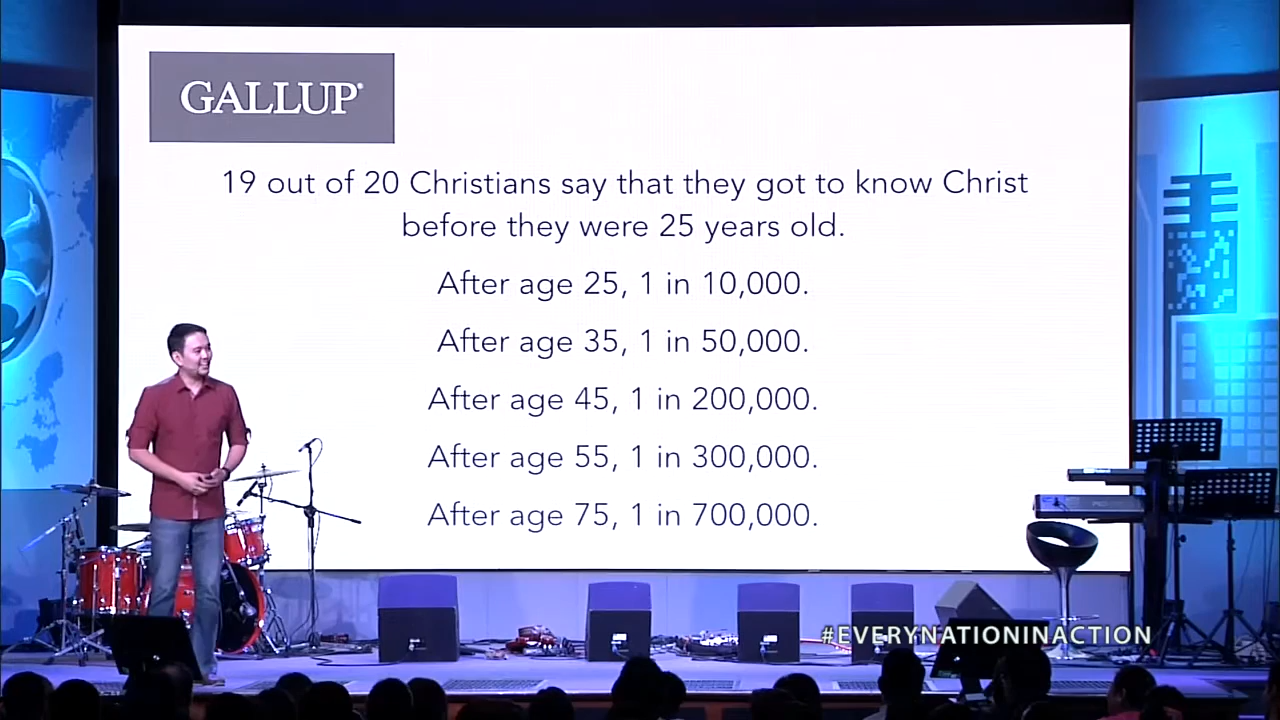 GALLUP®
19 out of 20 Christians say that they got to know Christ
before they were 25 years old.
After age 25, 1 in 10,000.
After age 35, 1 in 50,000.
After age 45, 1 in 200,000.
After age 55, 1 in 300,000.
After age 75, 1 in 700,000.
#EVERYNATIONINACTION